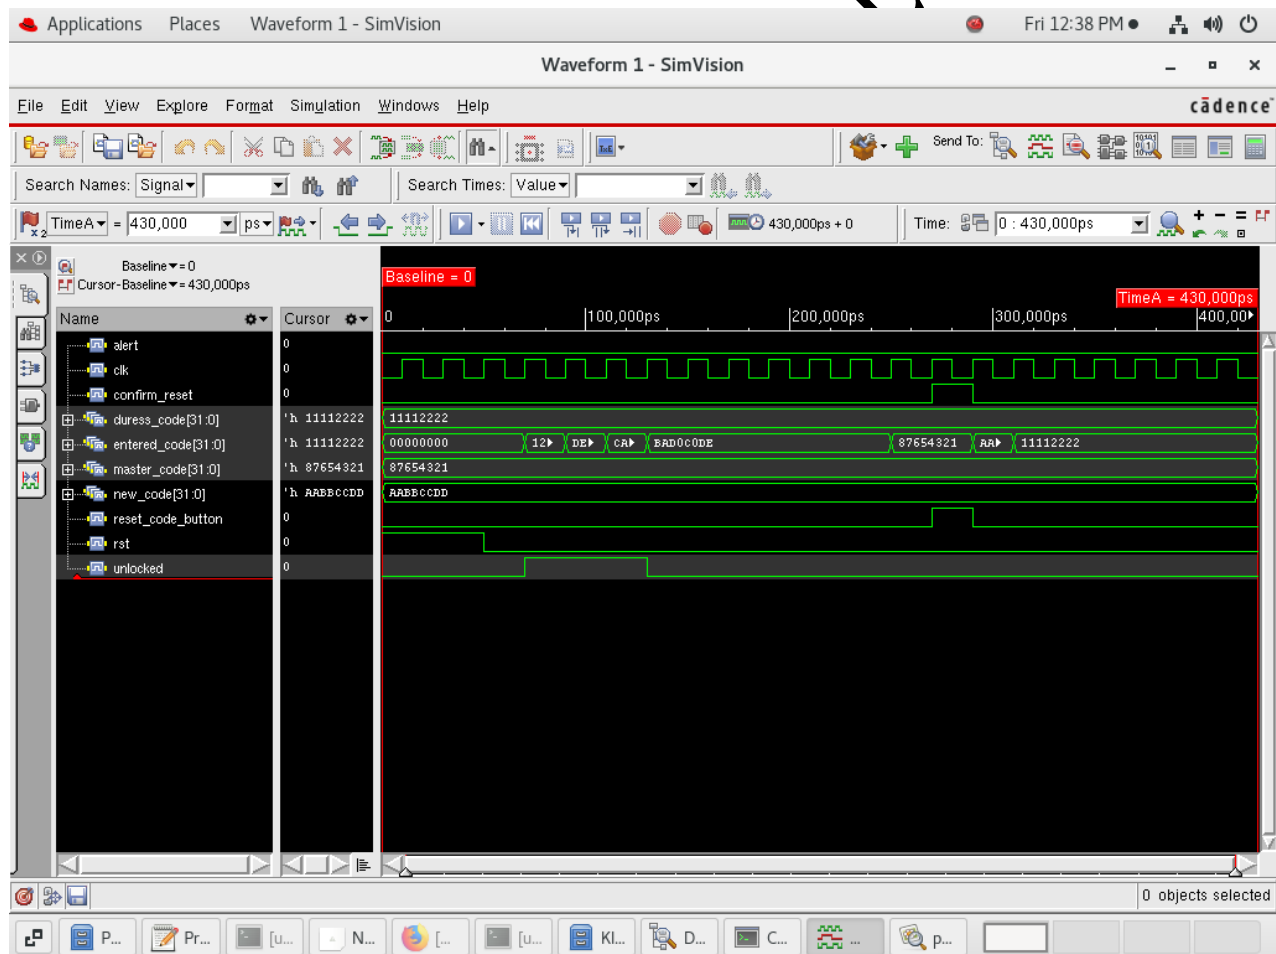 Applications Places Waveform 1 - SimVision Fri 12:38 PM ●
Waveform 1 - SimVision
File Edit View Explore Format Simulation Windows Help cādence
Send To:
Search Names: Signal Search Times: Value
x2 TimeA = 430,000 ps 430,000ps + 0 Time: 0 : 430,000ps
Baseline = 0
Cursor-Baseline = 430,000ps
Baseline = 0
TimeA = 430,000ps
Name Cursor 0 100,000ps 200,000ps 300,000ps 400,00
alert 0
clk 0
confirm_reset 0
duress_code[31:0] 'h 11112222 11112222
entered_code[31:0] 'h 11112222 00000000 12 DE CA BAD0C0DE 87654321 AA 11112222
master_code[31:0] 'h 87654321 87654321
new_code[31:0] 'h AABBCCDD AABBCCDD
reset_code_button 0
rst 0
unlocked 0
0 objects selected
P... Pr... [u... N... [... [u... Kl... D... C... ... p...